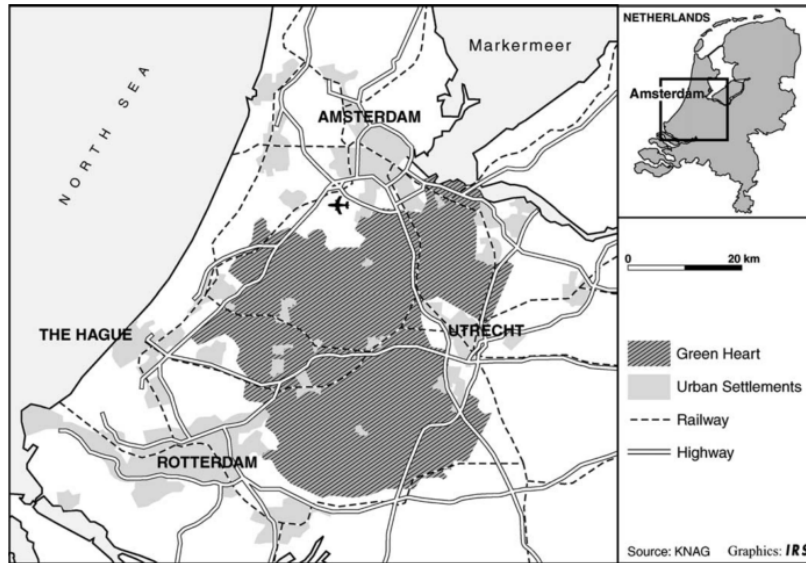 NORTH SEA
Markermeer
AMSTERDAM
THE HAGUE
UTRECHT
ROTTERDAM
NETHERLANDS
Amsterdam
0 20 km
Green Heart
Urban Settlements
Railway
Highway
Source: KNAG Graphics: IRS